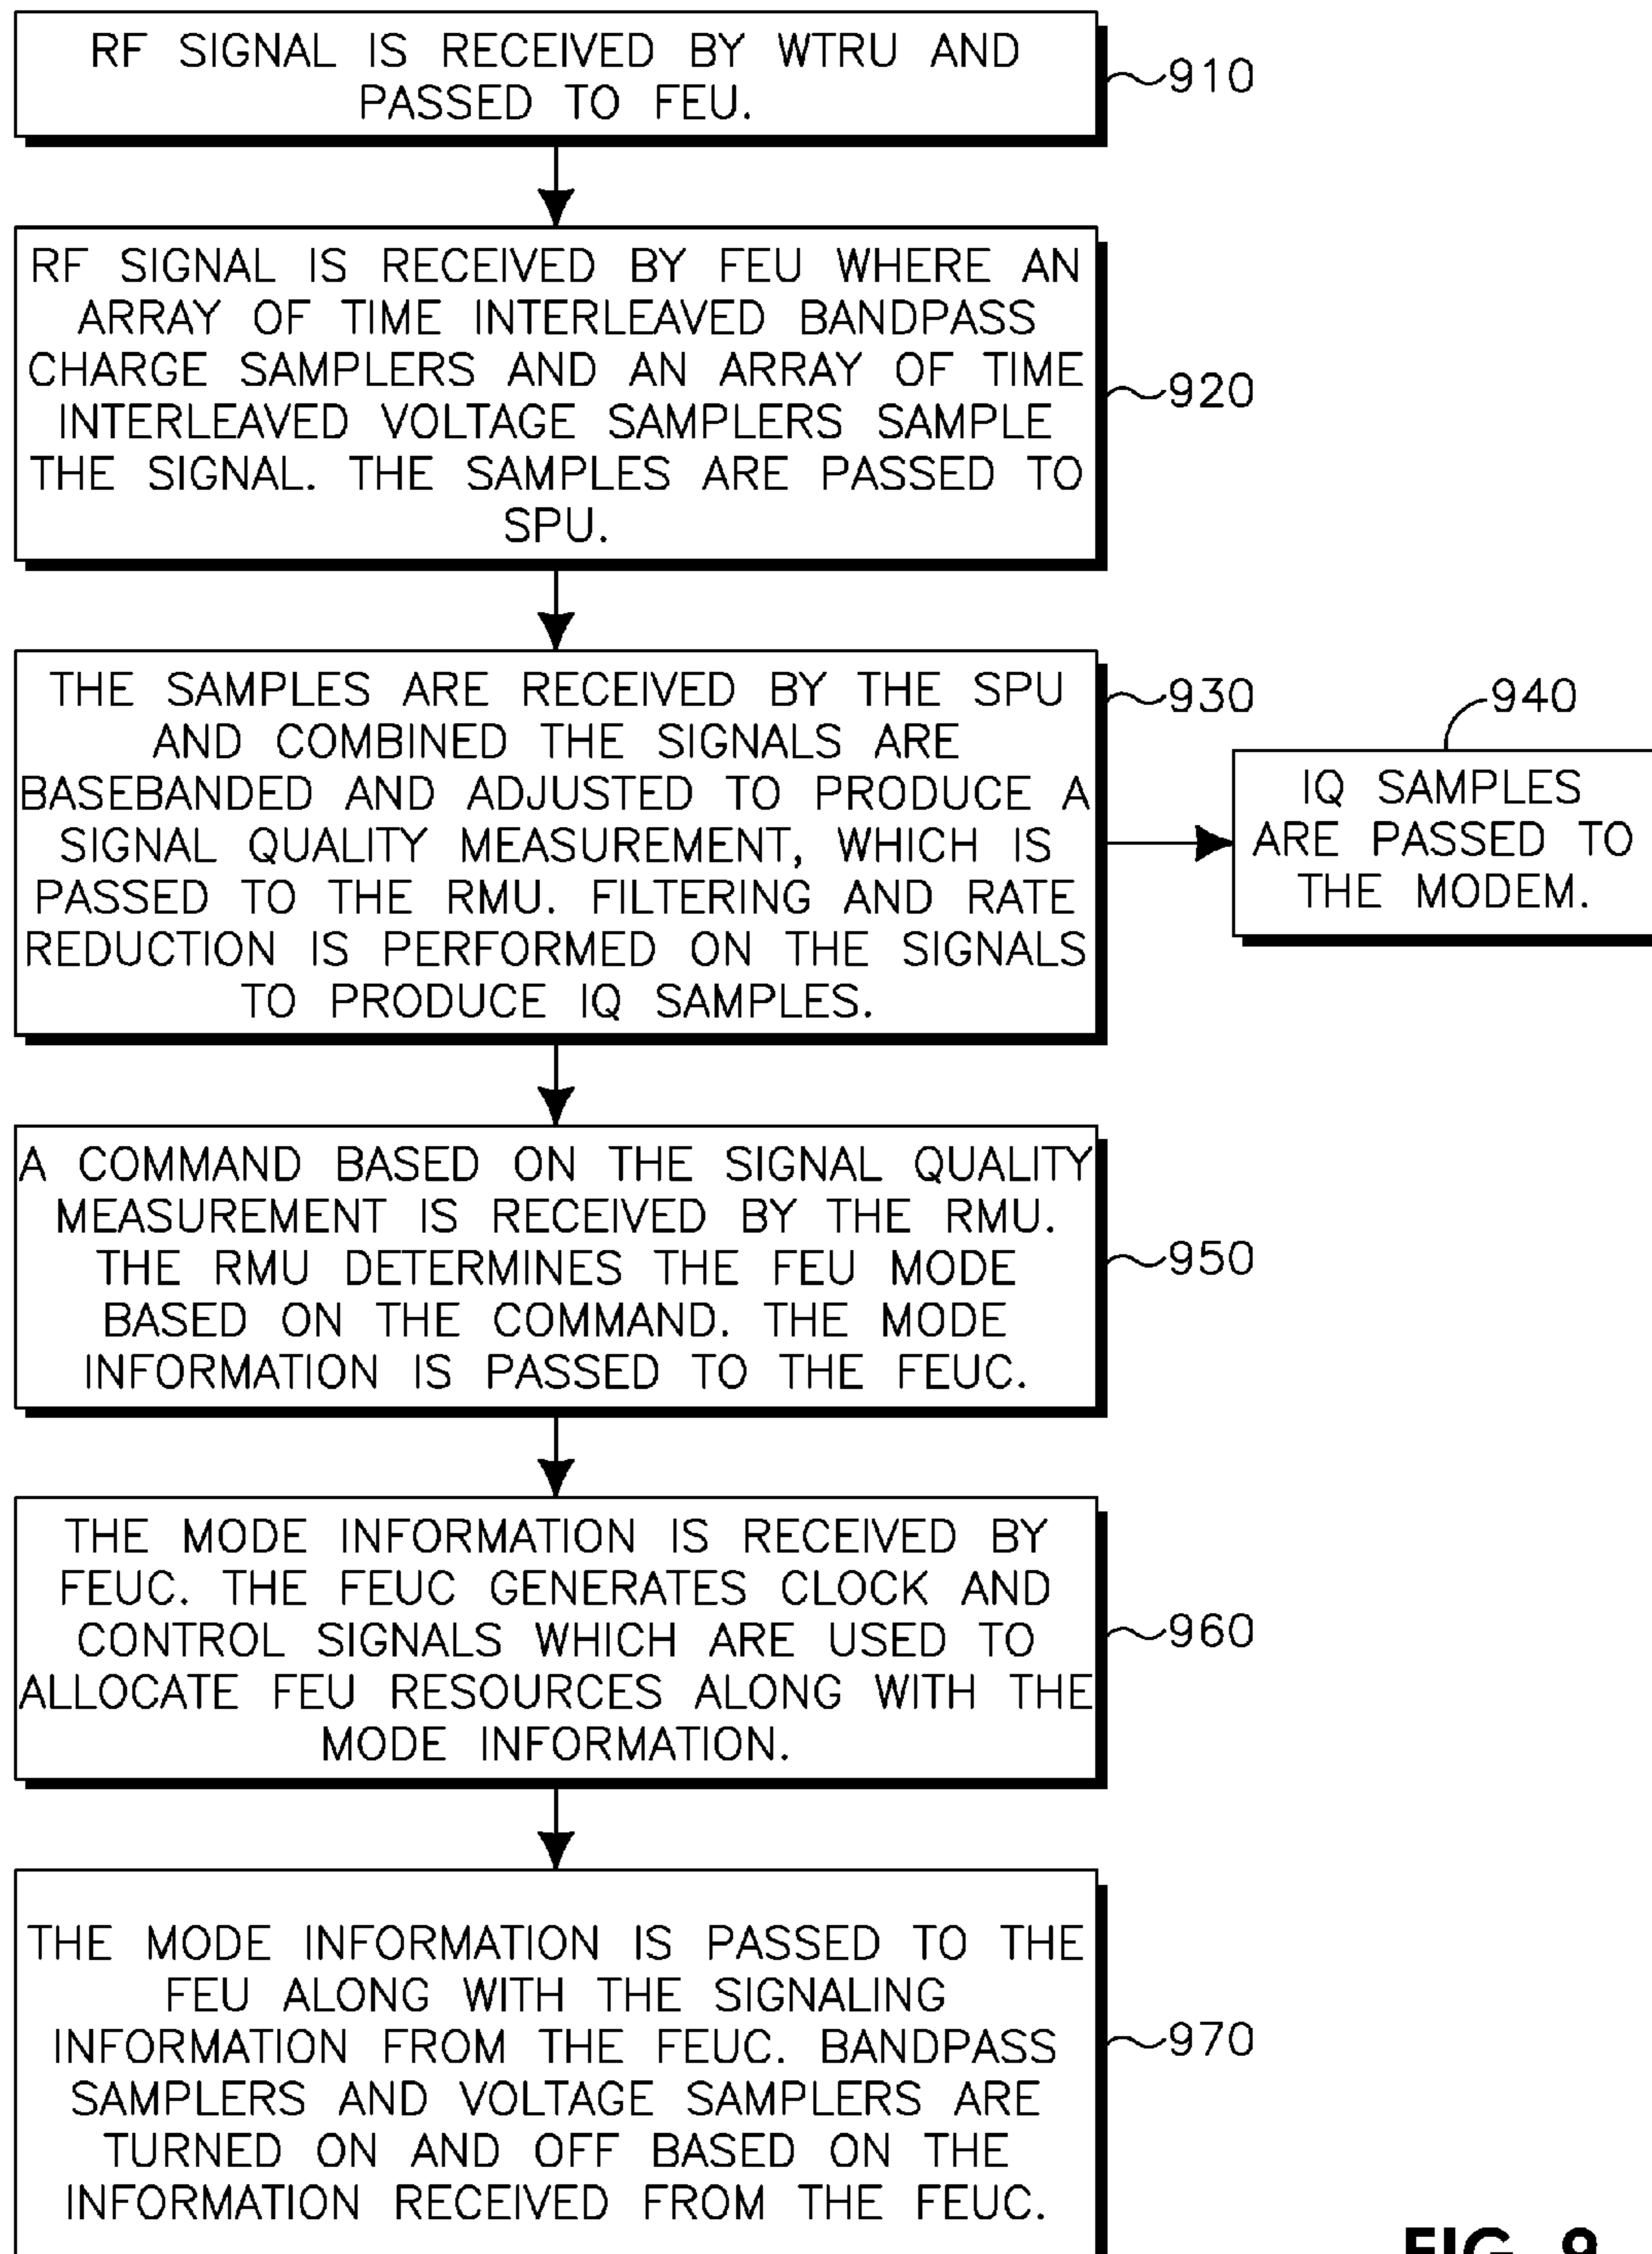 RF SIGNAL IS RECEIVED BY WTRU AND
PASSED TO FEU.
910
RF SIGNAL IS RECEIVED BY FEU WHERE AN
ARRAY OF TIME INTERLEAVED BANDPASS
CHARGE SAMPLERS AND AN ARRAY OF TIME
INTERLEAVED VOLTAGE SAMPLERS SAMPLE
THE SIGNAL. THE SAMPLES ARE PASSED TO
SPU.
920
THE SAMPLES ARE RECEIVED BY THE SPU
AND COMBINED THE SIGNALS ARE
BASEBANDED AND ADJUSTED TO PRODUCE A
SIGNAL QUALITY MEASUREMENT, WHICH IS
PASSED TO THE RMU. FILTERING AND RATE
REDUCTION IS PERFORMED ON THE SIGNALS
TO PRODUCE IQ SAMPLES.
930
940
IQ SAMPLES
ARE PASSED TO
THE MODEM.
A COMMAND BASED ON THE SIGNAL QUALITY
MEASUREMENT IS RECEIVED BY THE RMU.
THE RMU DETERMINES THE FEU MODE
BASED ON THE COMMAND. THE MODE
INFORMATION IS PASSED TO THE FEUC.
950
THE MODE INFORMATION IS RECEIVED BY
FEUC. THE FEUC GENERATES CLOCK AND
CONTROL SIGNALS WHICH ARE USED TO
ALLOCATE FEU RESOURCES ALONG WITH THE
MODE INFORMATION.
960
THE MODE INFORMATION IS PASSED TO THE
FEU ALONG WITH THE SIGNALING
INFORMATION FROM THE FEUC. BANDPASS
SAMPLERS AND VOLTAGE SAMPLERS ARE
TURNED ON AND OFF BASED ON THE
INFORMATION RECEIVED FROM THE FEUC.
970
FIG. 9